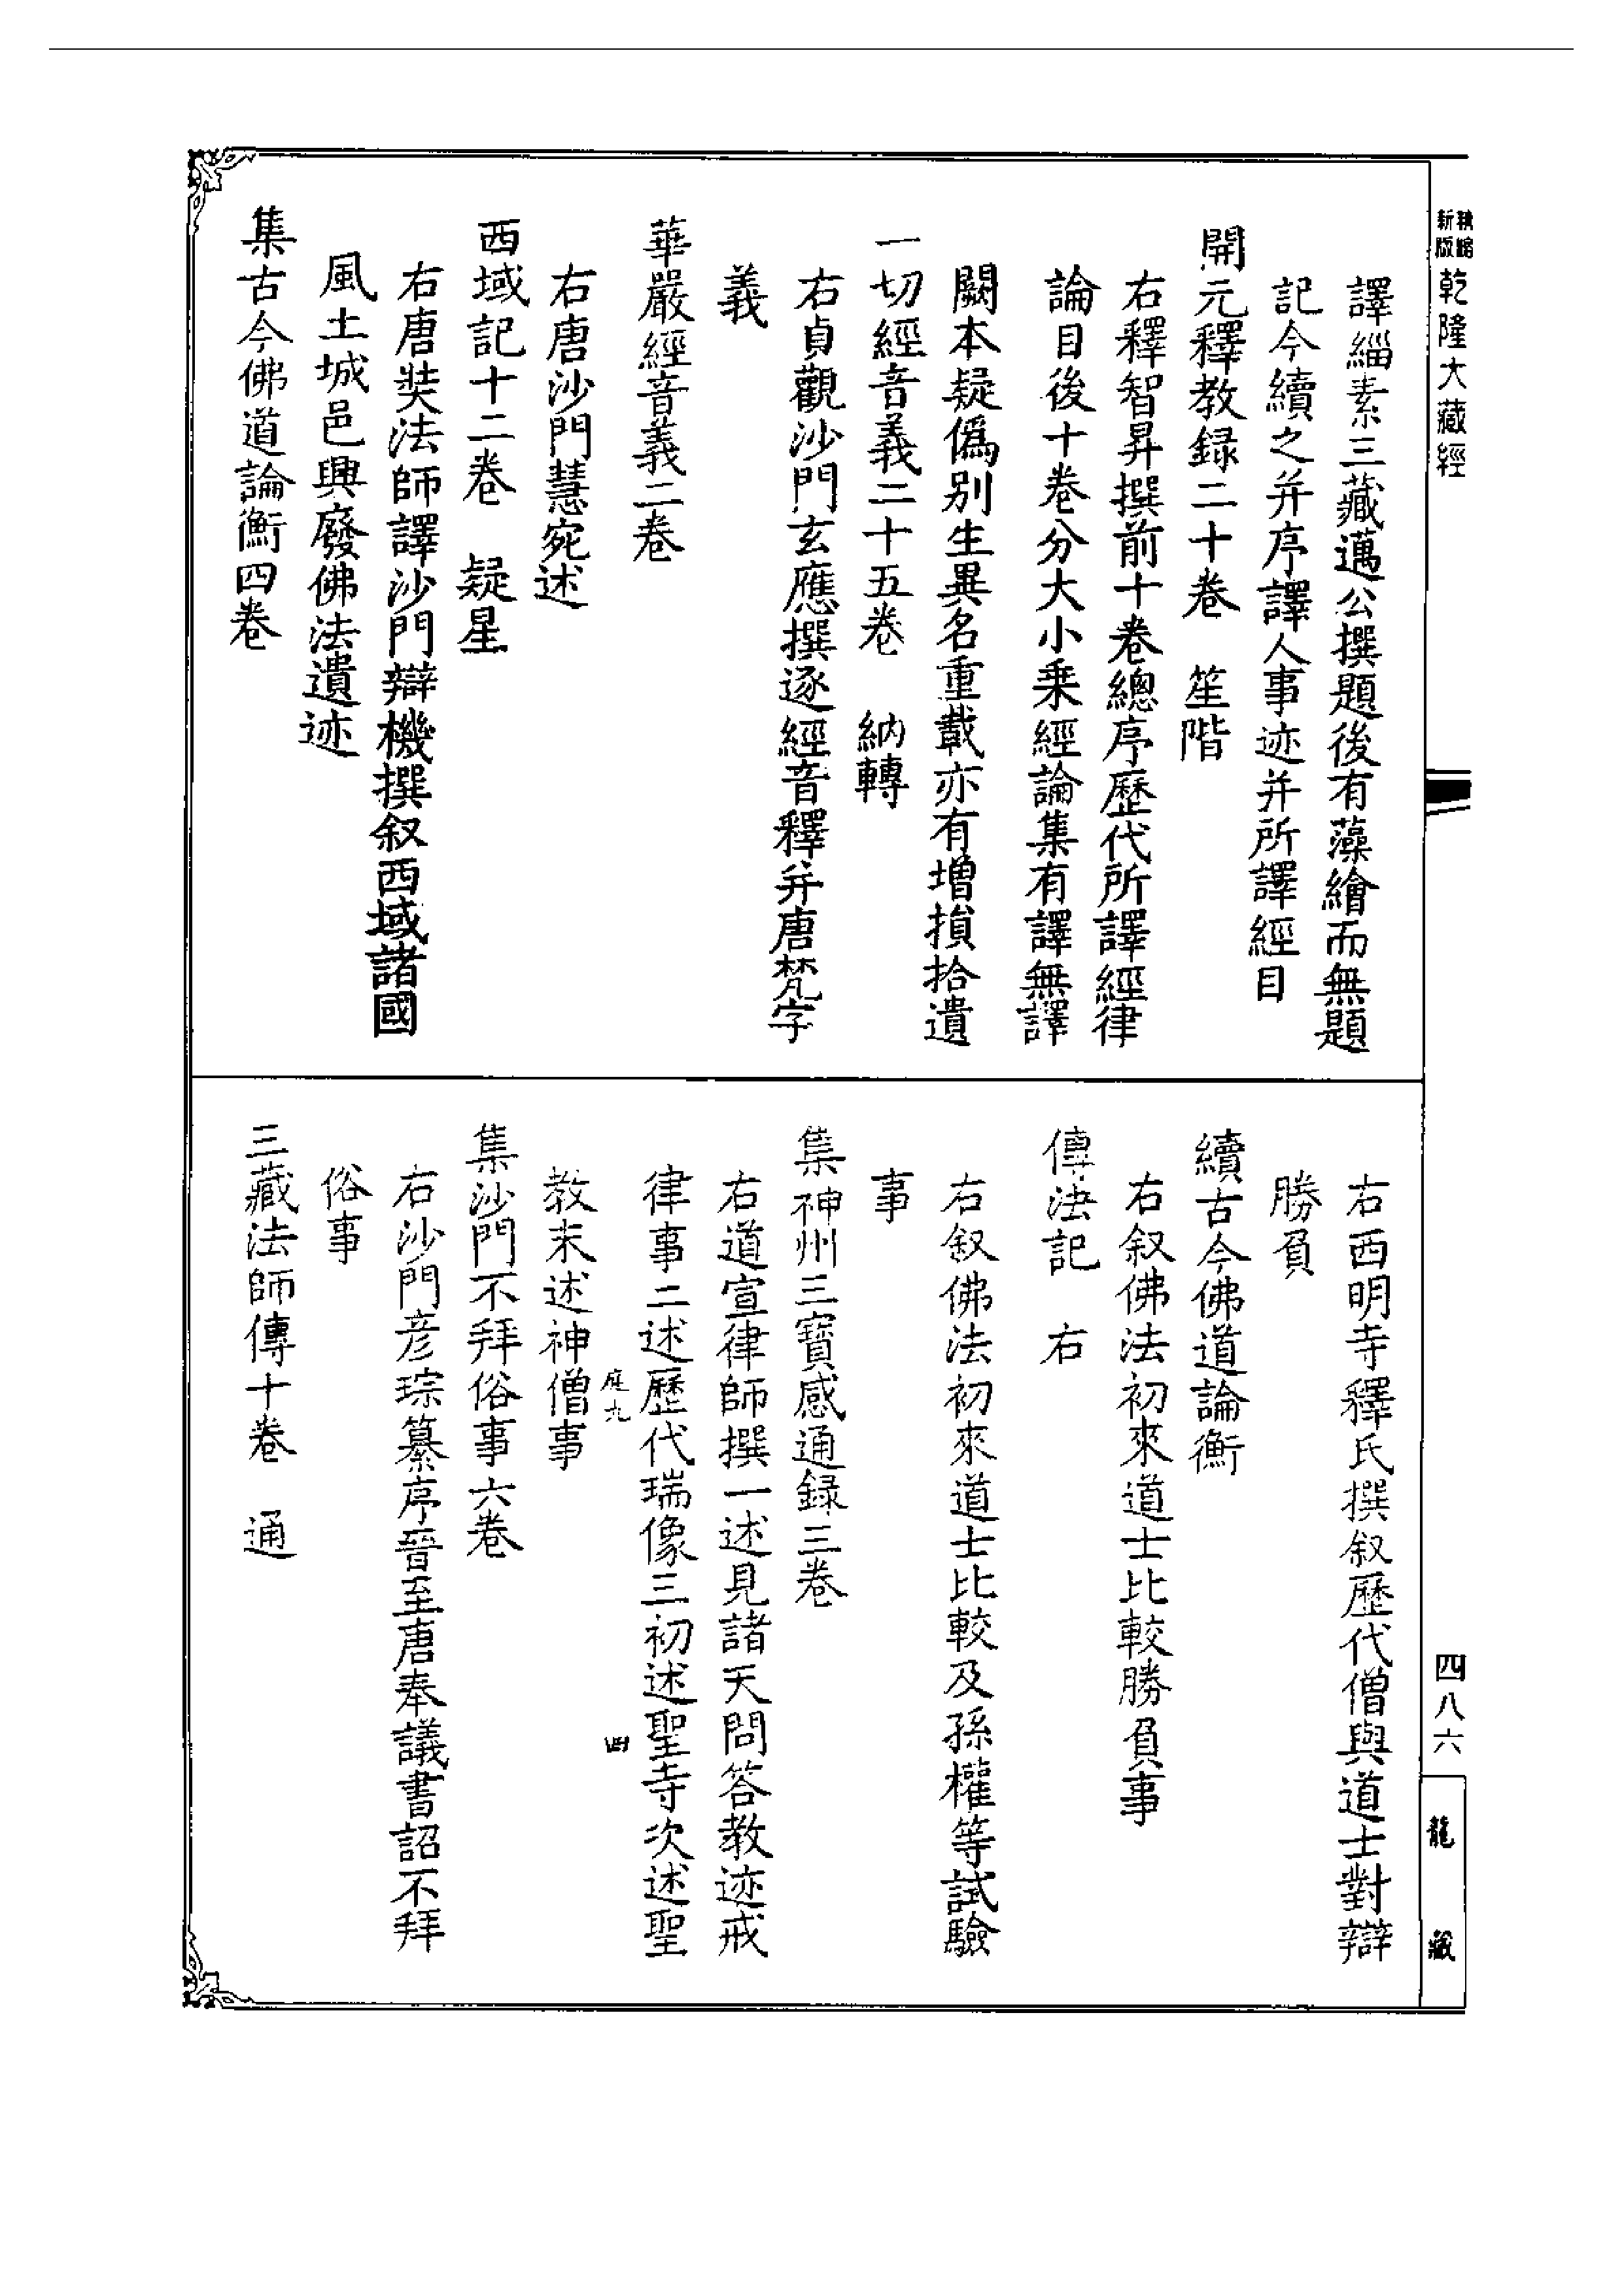 新版 乾隆大藏經
譯緇素三藏邁公撰題後有藻繪而無題
記今續之并序譯人事迹并所譯經目
開元釋教録二十卷 笙階
右釋智昇撰前十卷總序歷代所譯經律
論目後十卷分大小乘經論集有譯無譯
闕本疑僞別生異名重載亦有增損拾遺
一切經音義二十五卷 納轉
右貞觀沙門玄應撰逐經音釋并唐梵字
義
華嚴經音義二卷
右唐沙門慧宛述
西域記十二卷 疑星
右唐奘法師譯沙門辯機撰叙西域諸國
風土城邑興廢佛法遺迹
集古今佛道論衡四卷
四八六
龍藏
右西明寺釋氏撰叙歷代僧與道士對辯
勝負
續古今佛道論衡
右叙佛法初來道士比較勝負事
傳法記 右
右叙佛法初來道士比較及孫權等試驗
事
集神州三寶感通録三卷
右道宣律師撰一述見諸天問答教迹戒
律事二述歷代瑞像三初述聖寺次述聖
庭九 四
教末述神僧事
集沙門不拜俗事六卷
右沙門彦琮纂序晉至唐奉議書詔不拜
俗事
三藏法師傳十卷 通